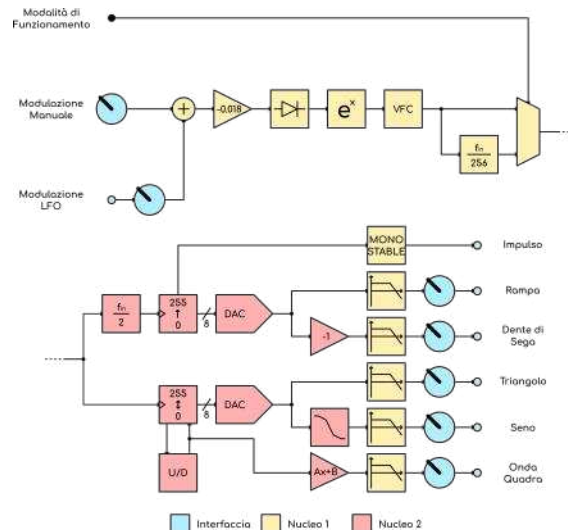 Modalità di
Funzionamento
Modulazione
Manuale
+
-0.018
eˣ
VFC
fin
256
Modulazione
LFO
MONO
STABLE
Impulso
Rampa
fin
2
255
↑
0
8
DAC
-1
Dente di
Sega
Triangolo
255
↕
0
8
DAC
Seno
U/D
Ax+B
Onda
Quadra
Interfaccia
Nucleo 1
Nucleo 2